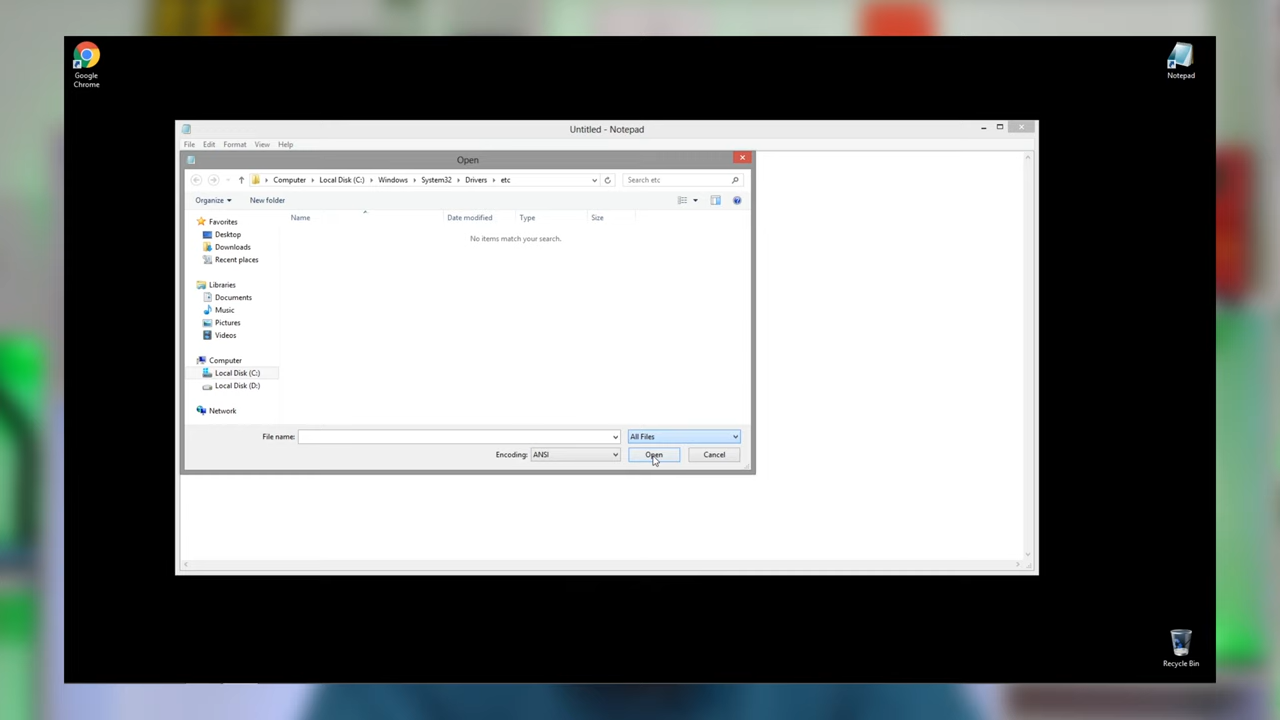 Google
Chrome
Notepad
Untitled - Notepad
File Edit Format View Help
Open
Computer Local Disk (C:) Windows System32 Drivers etc
Search etc
Organize New folder
Name Date modified Type Size
No items match your search.
Favorites
Desktop
Downloads
Recent places
Libraries
Documents
Music
Pictures
Videos
Computer
Local Disk (C:)
Local Disk (D:)
Network
File name: All Files
Encoding: ANSI Open Cancel
Recycle Bin